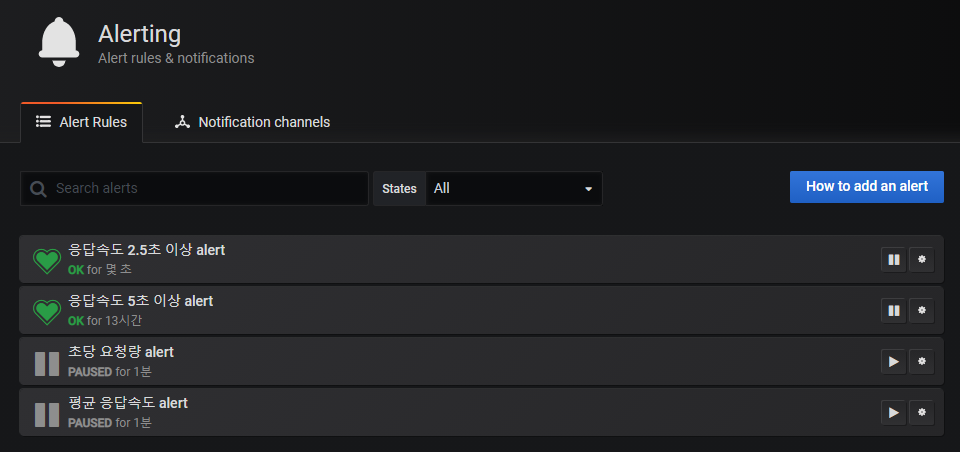 Alerting
Alert rules & notifications
Alert Rules
Notification channels
Search alerts
States
All
How to add an alert
응답속도 2.5초 이상 alert
OK for 몇 초
응답속도 5초 이상 alert
OK for 13시간
초당 요청량 alert
PAUSED for 1분
평균 응답속도 alert
PAUSED for 1분